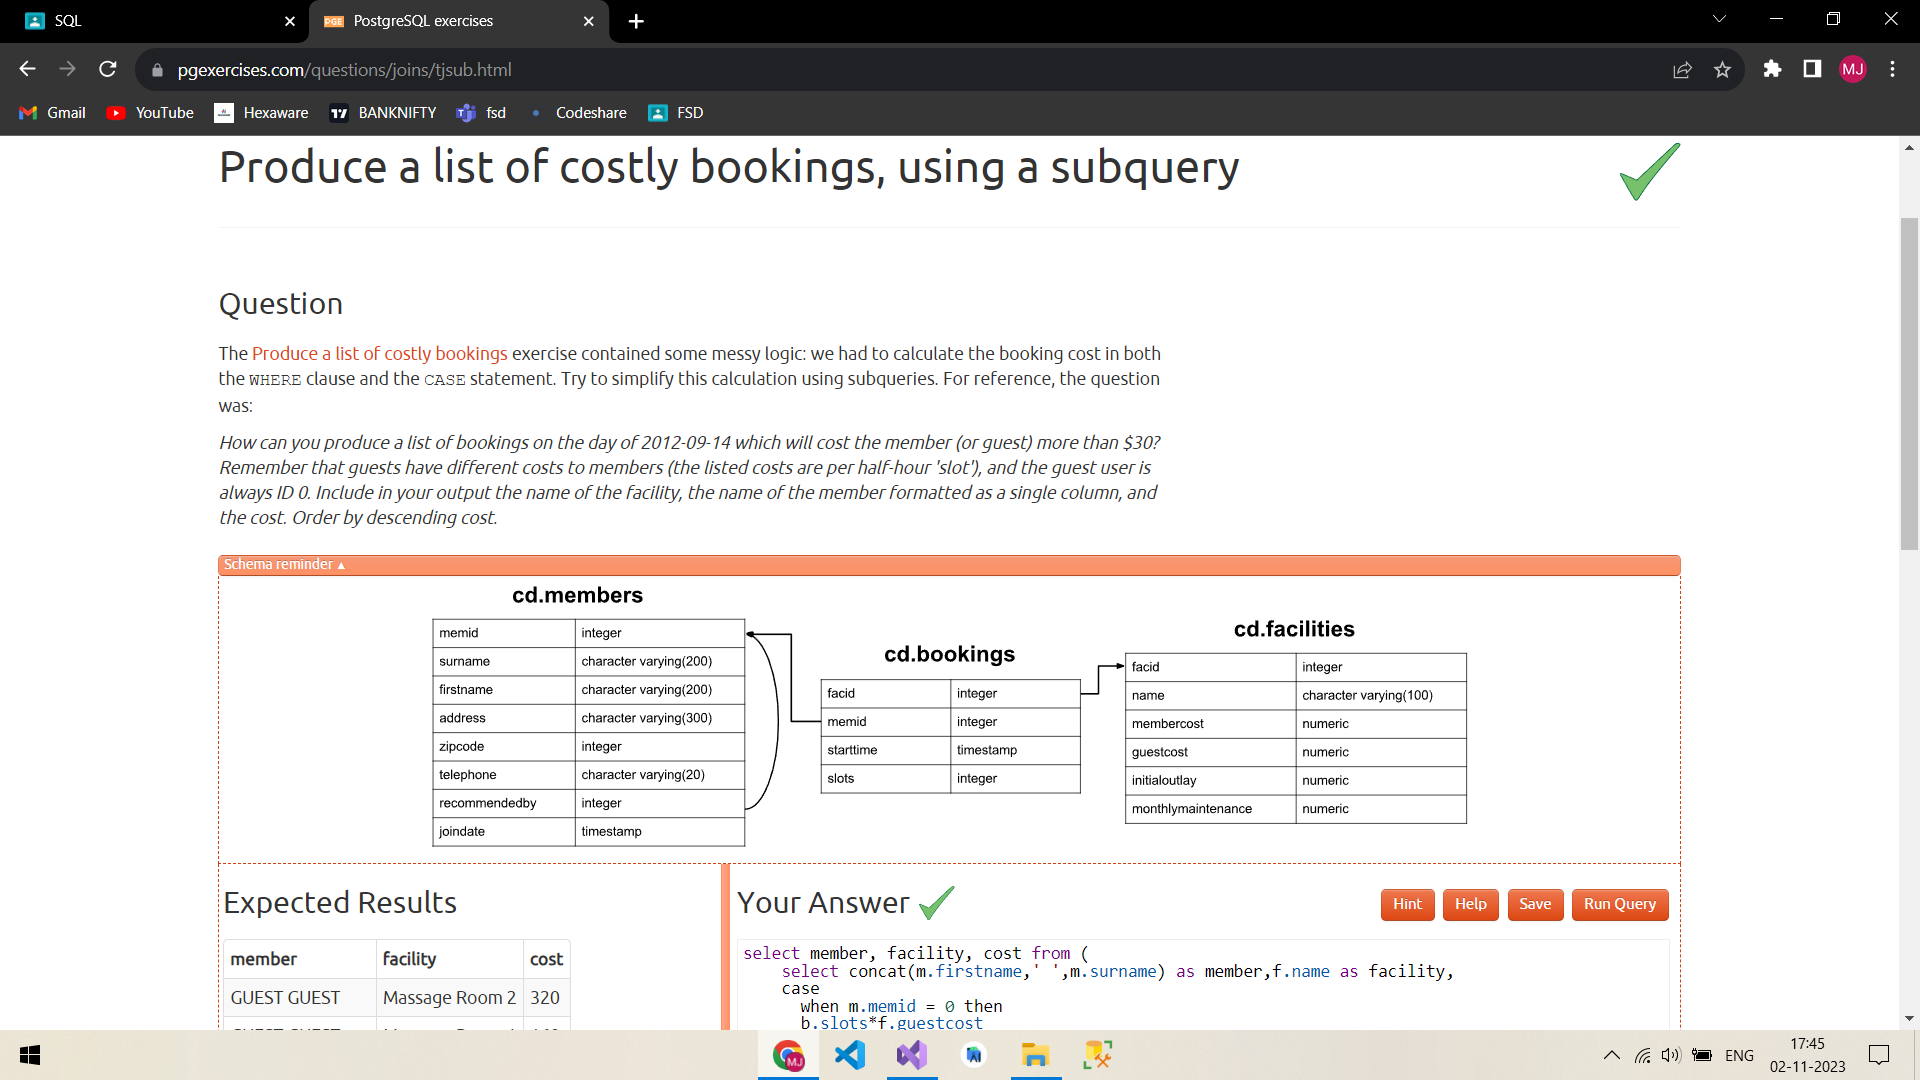 SQL
PostgreSQL exercises
pgexercises.com/questions/joins/tjsub.html
MJ
Gmail YouTube Hexaware BANKNIFTY fsd Codeshare FSD
Produce a list of costly bookings, using a subquery
Question
The Produce a list of costly bookings exercise contained some messy logic: we had to calculate the booking cost in both
the WHERE clause and the CASE statement. Try to simplify this calculation using subqueries. For reference, the question
was:
How can you produce a list of bookings on the day of 2012-09-14 which will cost the member (or guest) more than $30?
Remember that guests have different costs to members (the listed costs are per half-hour 'slot'), and the guest user is
always ID 0. Include in your output the name of the facility, the name of the member formatted as a single column, and
the cost. Order by descending cost.
Schema reminder ▴
cd.members
memid integer
surname character varying(200)
firstname character varying(200)
address character varying(300)
zipcode integer
telephone character varying(20)
recommendedby integer
joindate timestamp
cd.bookings
facid integer
memid integer
starttime timestamp
slots integer
cd.facilities
facid integer
name character varying(100)
membercost numeric
guestcost numeric
initialoutlay numeric
monthlymaintenance numeric
Expected Results
member facility cost
GUEST GUEST Massage Room 2 320
Your Answer
Hint Help Save Run Query
select member, facility, cost from (
select concat(m.firstname,' ',m.surname) as member,f.name as facility,
case
when m.memid = 0 then
b.slots*f.guestcost
MJ
ENG
17:45
02-11-2023